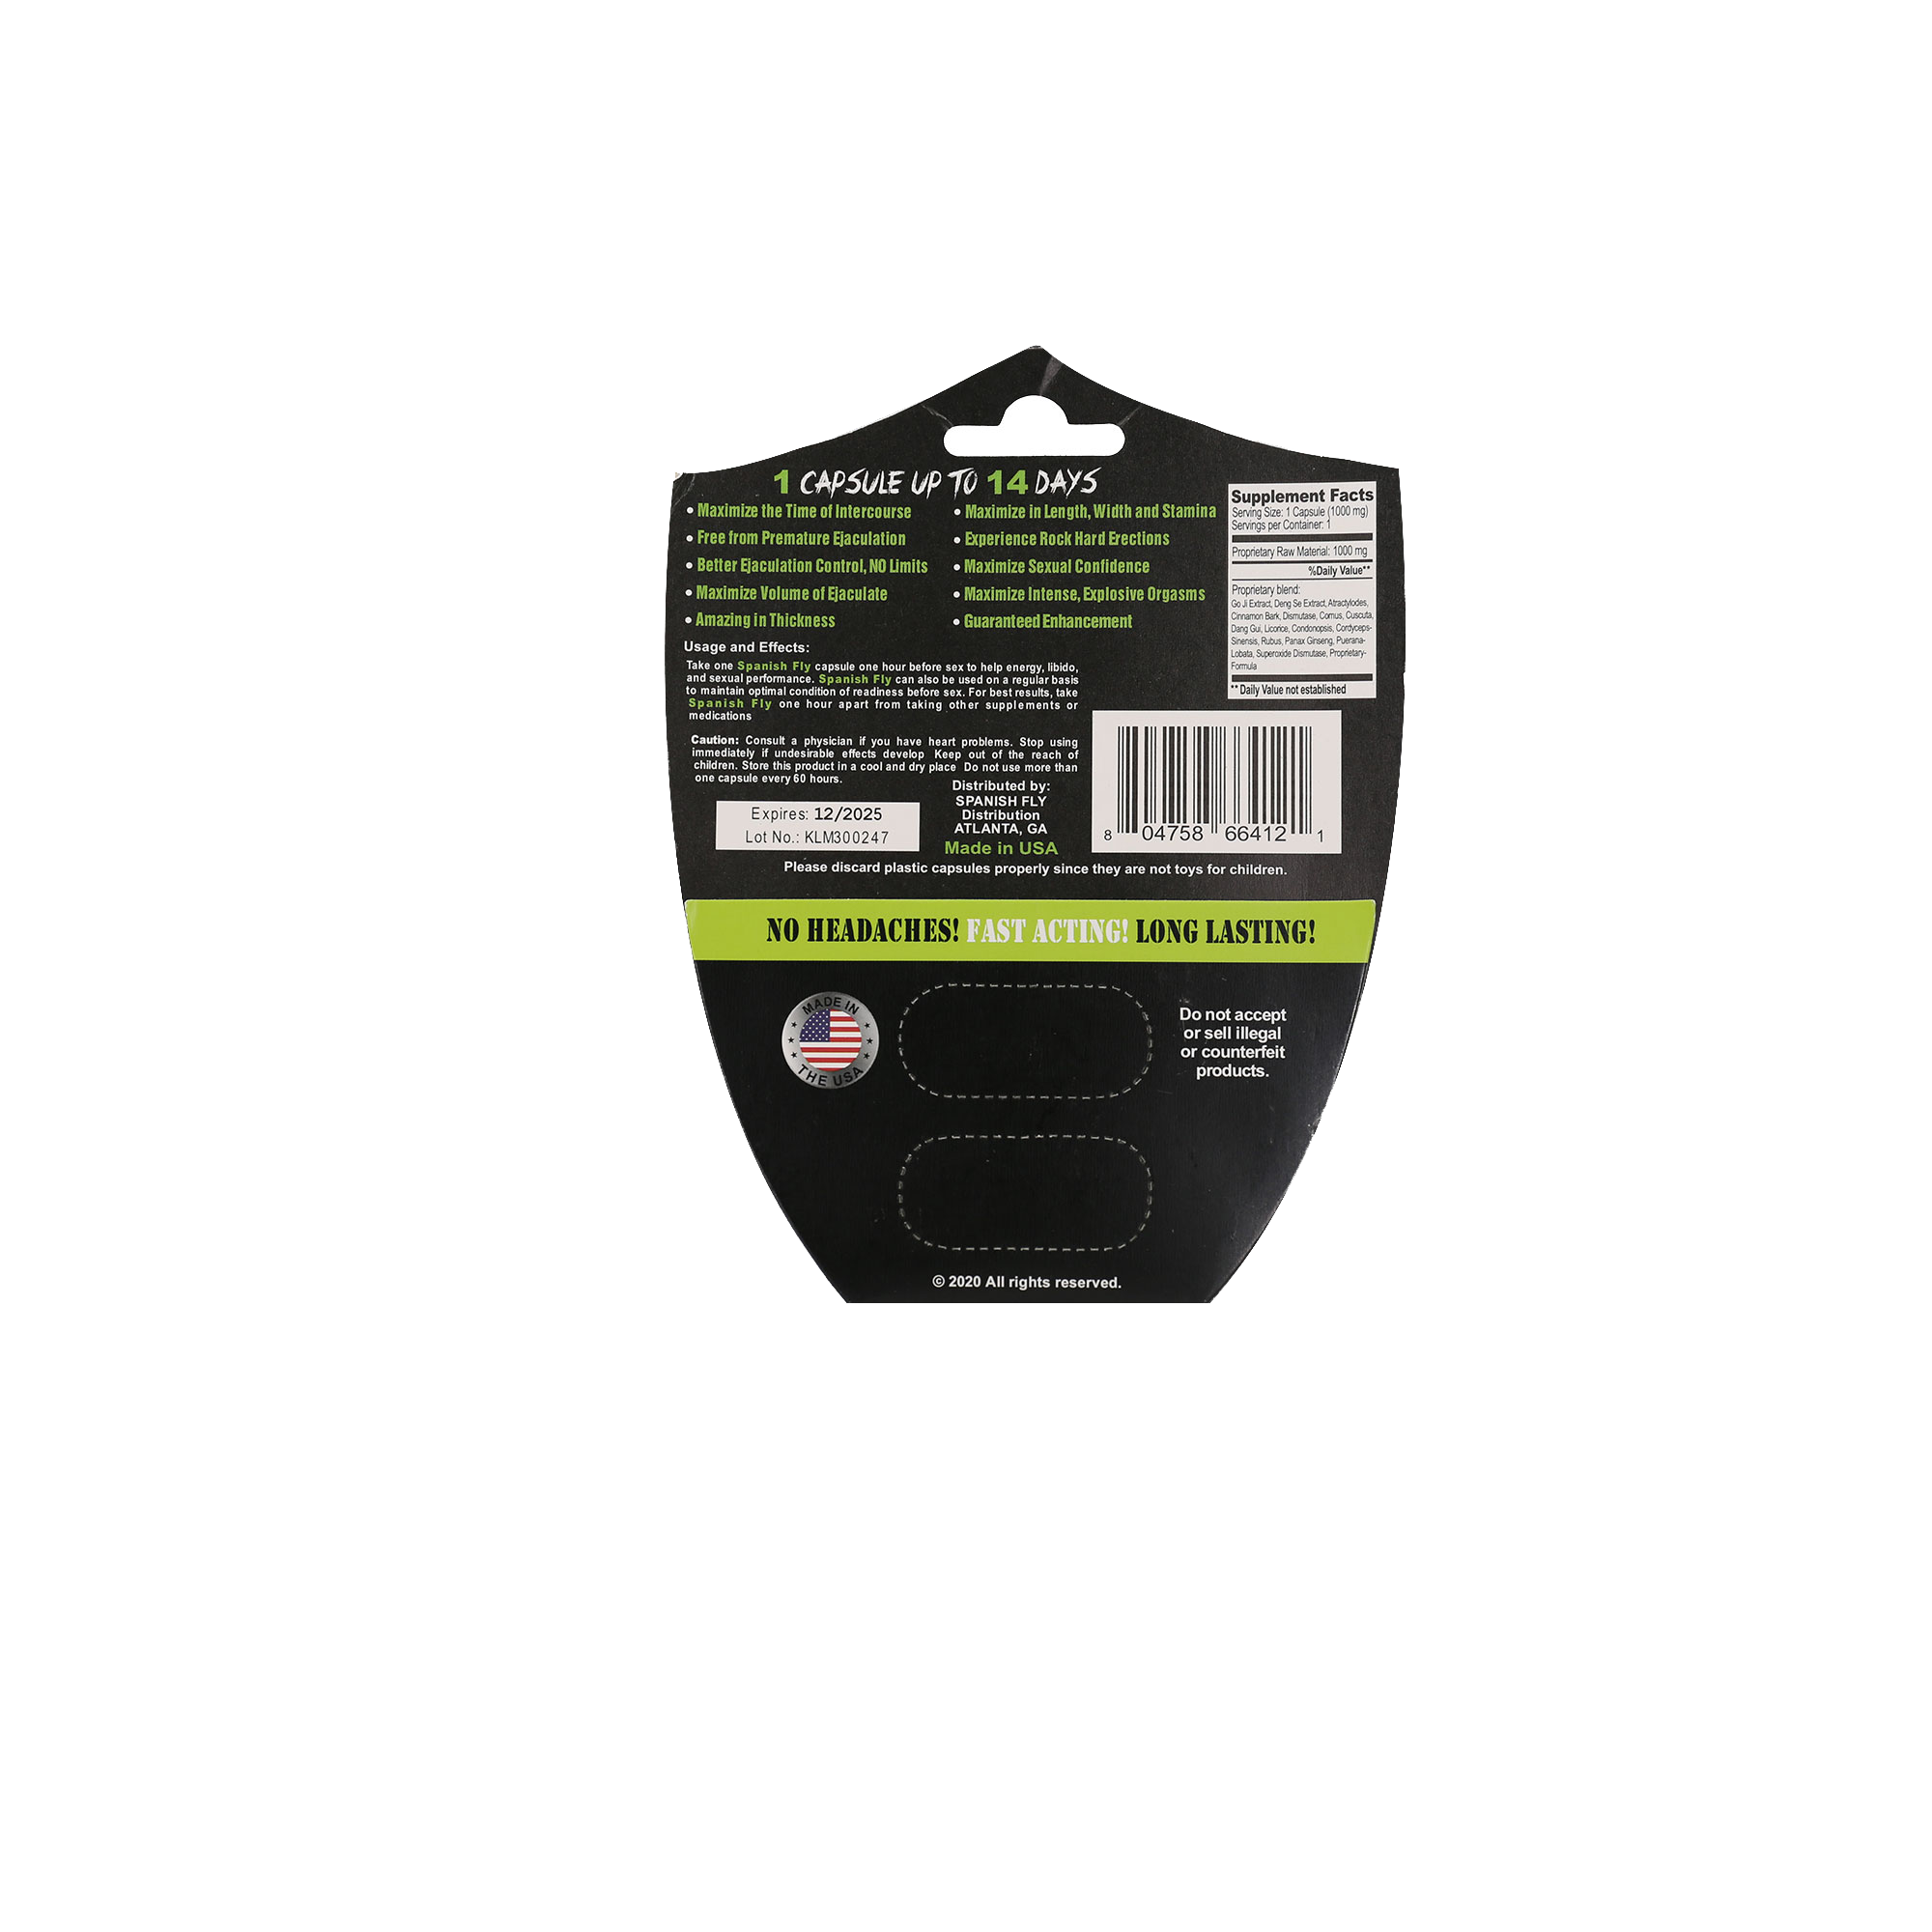 1 CAPSULE UP TO 14 DAYS
• Maximize the Time of Intercourse
• Free from Premature Ejaculation
• Better Ejaculation Control, NO Limits
• Maximize Volume of Ejaculate
• Amazing in Thickness
• Maximize in Length, Width and Stamina
• Experience Rock Hard Erections
• Maximize Sexual Confidence
• Maximize Intense, Explosive Orgasms
• Guaranteed Enhancement
Supplement Facts
Serving Size: 1 Capsule (1000 mg)
Servings per Container: 1
Proprietary Raw Material: 1000 mg
%Daily Value**
Proprietary blend:
Go Ji Extract, Deng Se Extract, Atractylodes,
Cinnamon Bark, Dismutase, Cornus, Cuscuta,
Dang Gui, Licorice, Condonopsis, Cordyceps-
Sinensis, Rubus, Panax Ginseng, Puerana-
Lobata, Superoxide Dismutase, Proprietary-
Formula
** Daily Value not established
Usage and Effects:
Take one Spanish Fly capsule one hour before sex to help energy, libido,
and sexual performance. Spanish Fly can also be used on a regular basis
to maintain optimal condition of readiness before sex. For best results, take
Spanish Fly one hour apart from taking other supplements or
medications
Caution: Consult a physician if you have heart problems. Stop using
immediately if undesirable effects develop Keep out of the reach of
children. Store this product in a cool and dry place Do not use more than
one capsule every 60 hours.
Expires: 12/2025
Lot No.: KLM300247
Distributed by:
SPANISH FLY
Distribution
ATLANTA, GA
Made in USA
8 04758 66412 1
Please discard plastic capsules properly since they are not toys for children.
NO HEADACHES! FAST ACTING! LONG LASTING!
MADE IN
THE USA
Do not accept
or sell illegal
or counterfeit
products.
© 2020 All rights reserved.